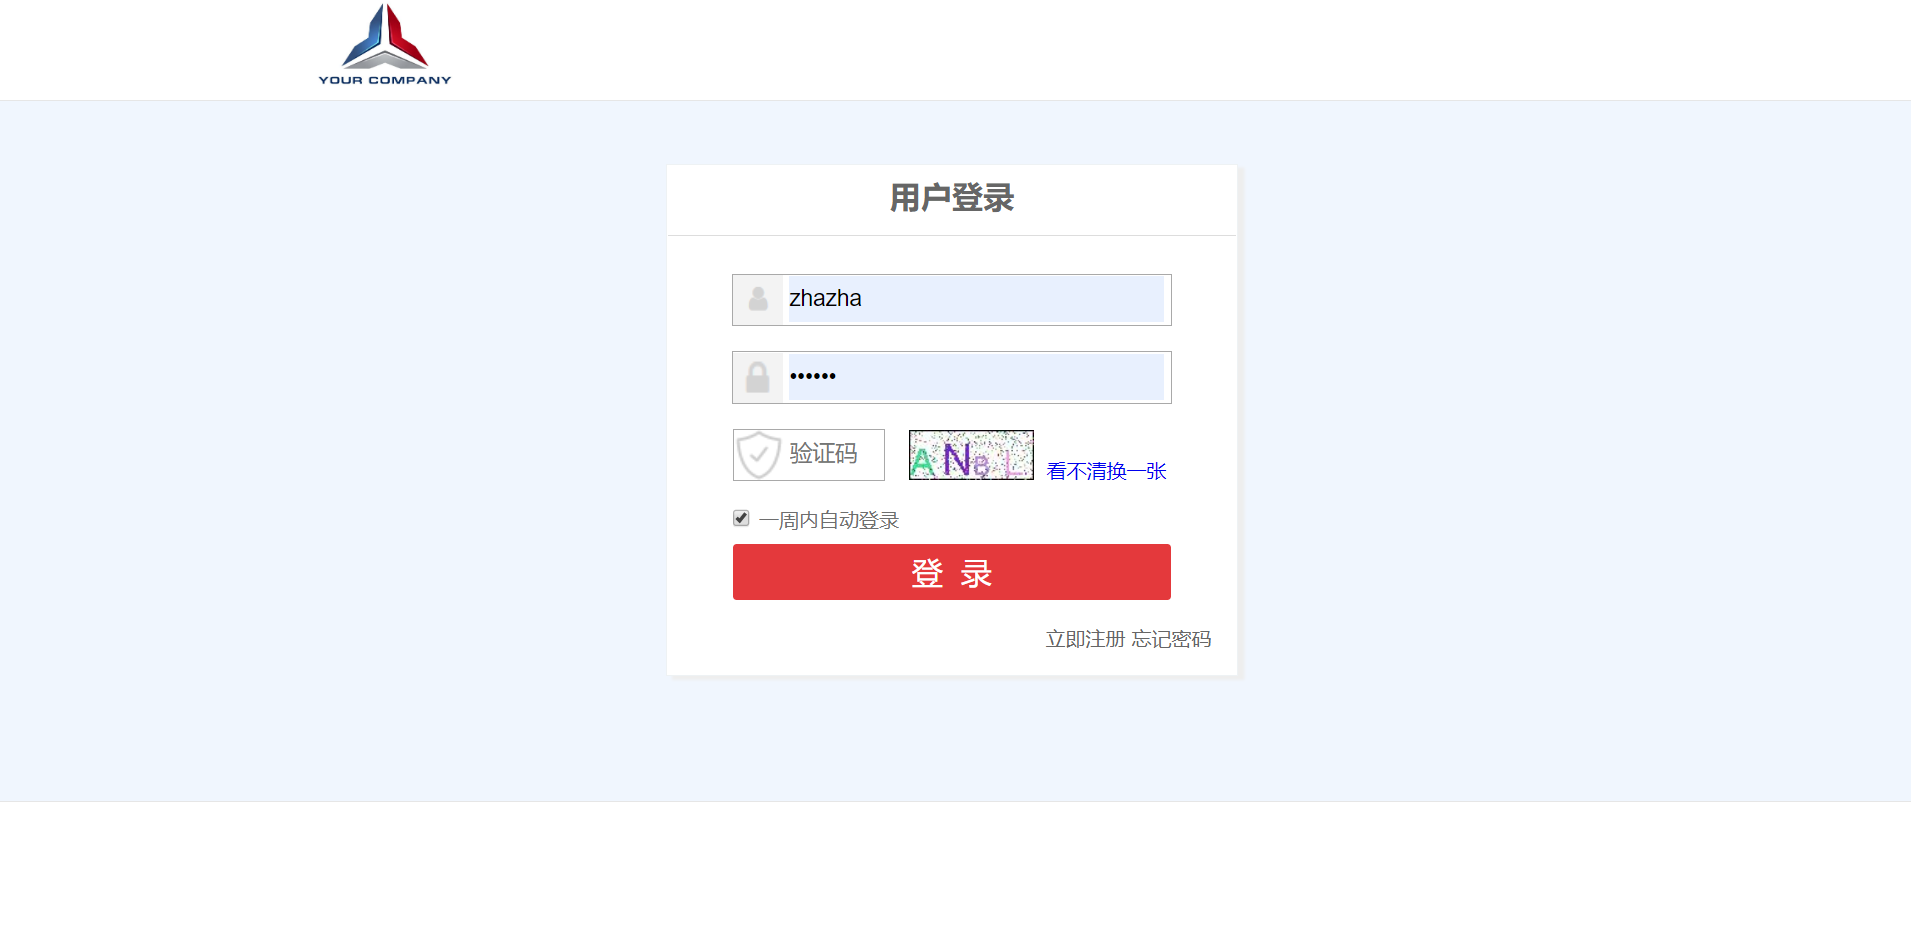 YOUR COMPANY
用户登录
zhazha
••••••
验证码 ANBL 看不清换一张
一周内自动登录
登 录
立即注册 忘记密码